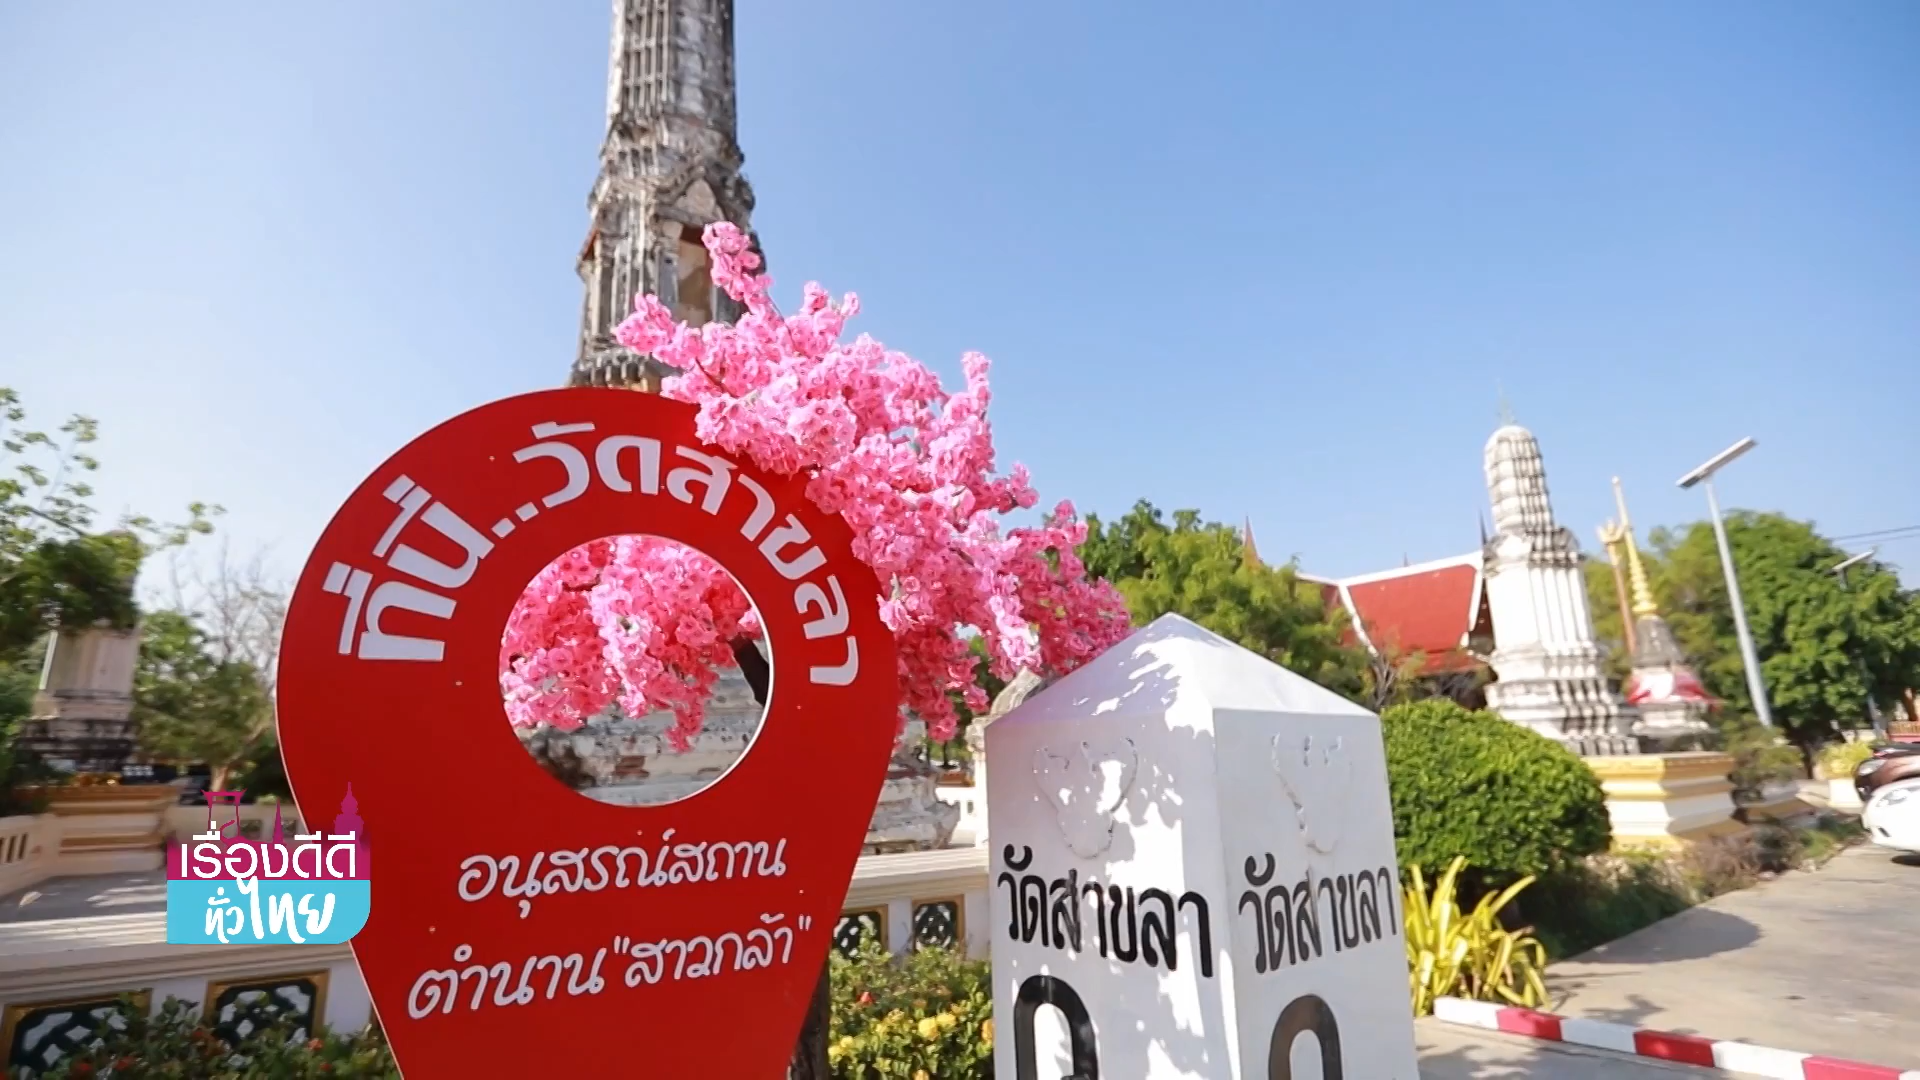 ที่นี่..วัดสาขลา
อนุสรณ์สถาน
ตำนาน "สาวกล้า"
วัดสาขลา
วัดสาขลา
เรื่องดีดี
ทั่วไทย